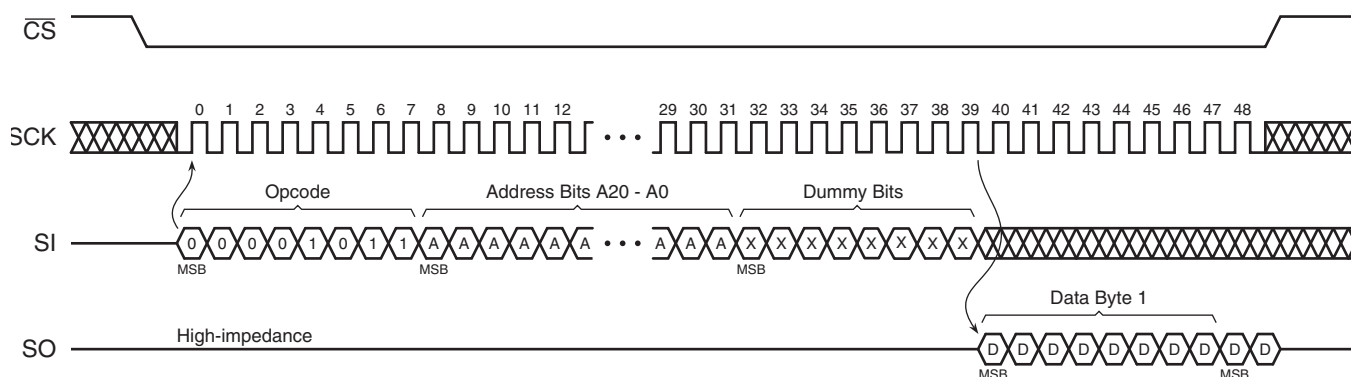 CS
0 1 2 3 4 5 6 7 8 9 10 11 12 29 30 31 32 33 34 35 36 37 38 39 40 41 42 43 44 45 46 47 48
SCK
Opcode Address Bits A20 - A0 Dummy Bits
SI 0 0 0 0 1 0 1 1 A A A A A A • • • A A A X X X X X X X X
MSB MSB MSB
Data Byte 1
High-impedance
SO D D D D D D D D D D
MSB MSB